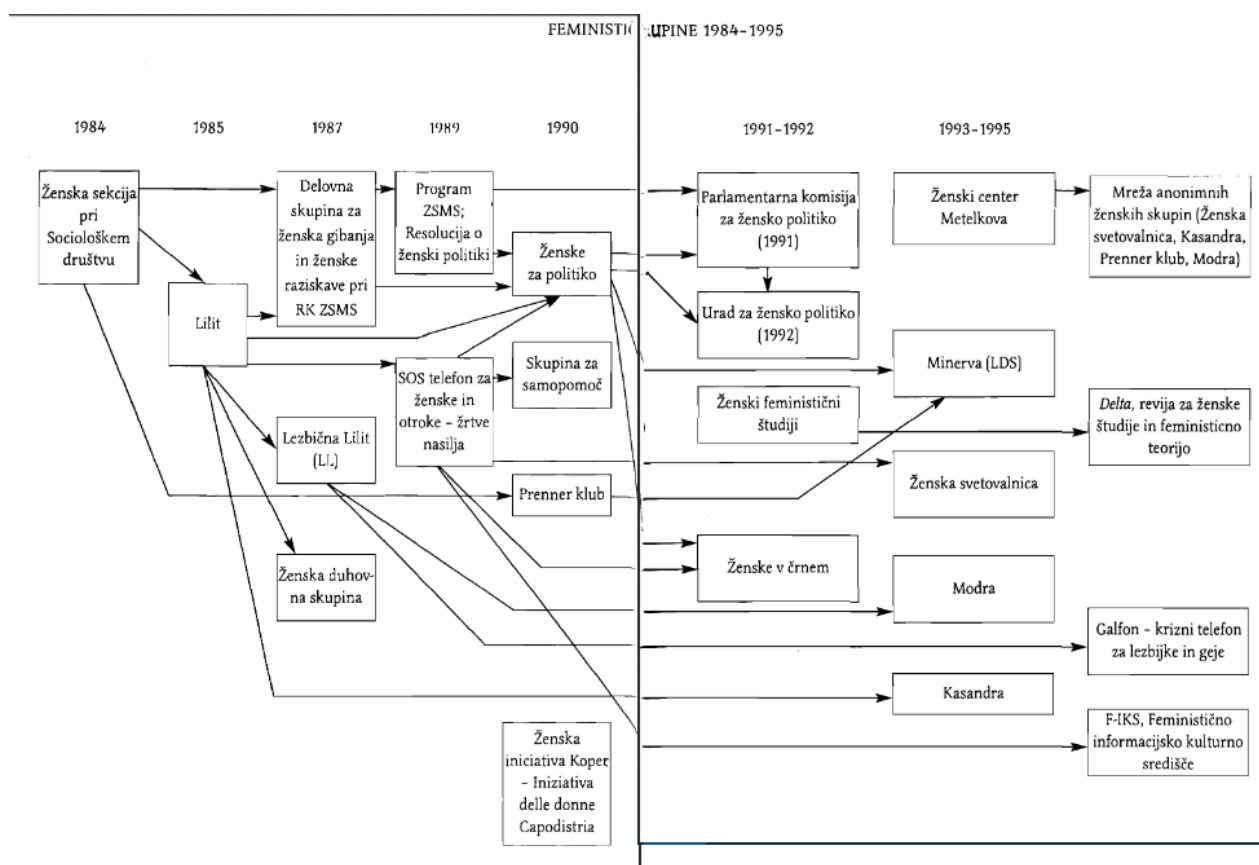 FEMINISTIČ
UPINE 1984–1995
1984
1985
1987
1989
1990
1991–1992
1993–1995
Ženska sekcija
pri
Sociološkem
društvu
Lilit
Delovna
skupina za
ženska gibanja
in ženske
raziskave pri
RK ZSMS
Lezbična Lilit
(LL)
Ženska duhov-
na skupina
Program
ZSMS;
Resolucija o
ženski politiki
SOS telefon za
ženske in
otroke – žrtve
nasilja
Ženske
za politiko
Skupina za
samopomoč
Prenner klub
Ženska
iniciativa Koper
– Iniziativa
delle donne
Capodistria
Parlamentarna komisija
za žensko politiko
(1991)
Urad za žensko politiko
(1992)
Ženski feministični
študiji
Ženske v črnem
Ženski center
Metelkova
Minerva (LDS)
Ženska svetovalnica
Modra
Kasandra
Mreža anonimnih
ženskih skupin (Ženska
svetovalnica, Kasandra,
Prenner klub, Modra)
Delta, revija za ženske
študije in feministicno
teorijo
Galfon – krizni telefon
za lezbijke in geje
F-IKS, Feministično
informacijsko kulturno
središče